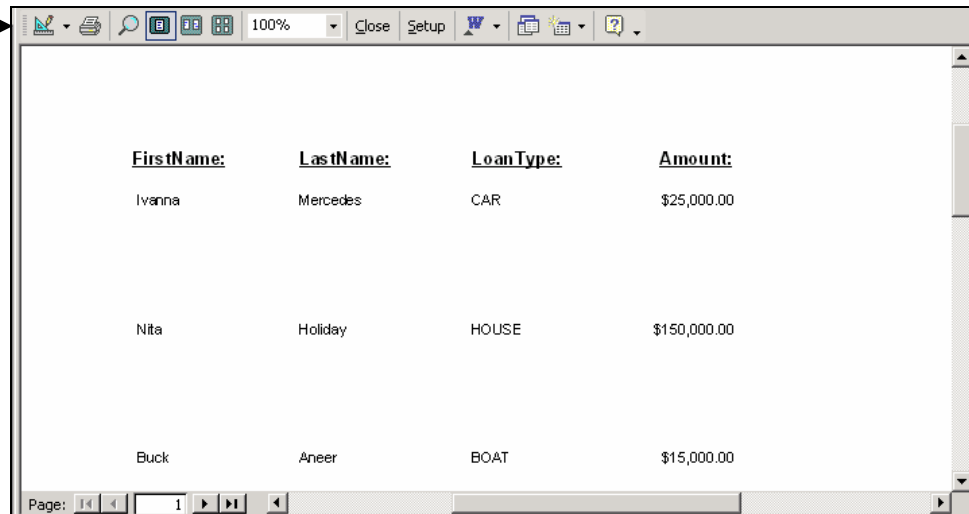 100% Close Setup W
FirstName: LastName: LoanType: Amount:
Ivanna Mercedes CAR $25,000.00
Nita Holiday HOUSE $150,000.00
Buck Aneer BOAT $15,000.00
Page: 1